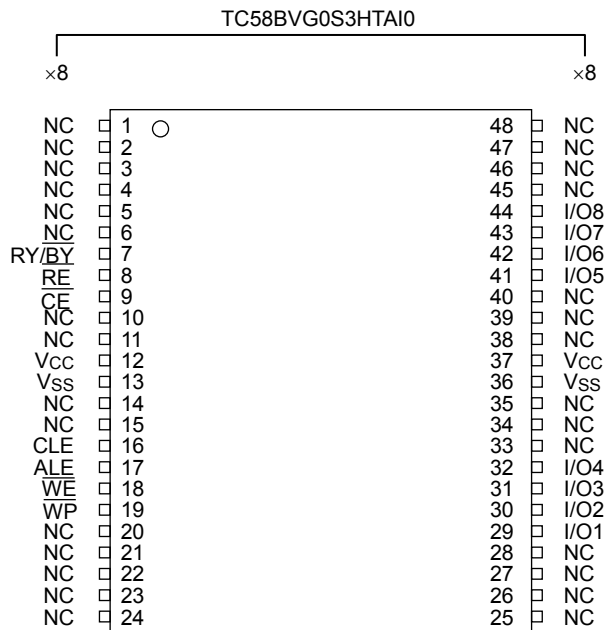 TC58BVG0S3HTAI0
×8 ×8
NC 1 48 NC
NC 2 47 NC
NC 3 46 NC
NC 4 45 NC
NC 5 44 I/O8
NC 6 43 I/O7
RY/B̅Y̅ 7 42 I/O6
R̅E̅ 8 41 I/O5
C̅E̅ 9 40 NC
NC 10 39 NC
NC 11 38 NC
VCC 12 37 VCC
VSS 13 36 VSS
NC 14 35 NC
NC 15 34 NC
CLE 16 33 NC
ALE 17 32 I/O4
W̅E̅ 18 31 I/O3
W̅P̅ 19 30 I/O2
NC 20 29 I/O1
NC 21 28 NC
NC 22 27 NC
NC 23 26 NC
NC 24 25 NC